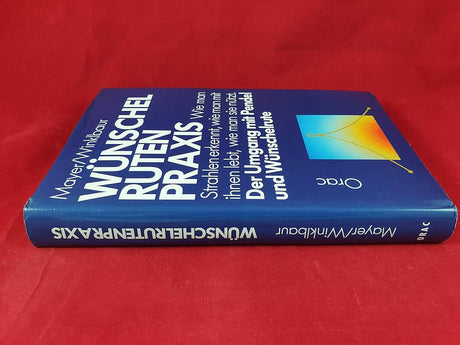 Mayer/Winklbaur
WÜNSCHEL
RUTEN
PRAXIS Wie man
Strahlen erkennt, wie man mit
ihnen lebt, wie man sie nützt.
Der Umgang mit Pendel
und Wünschelrute
Orac
WÜNSCHELRUTENPRAXIS
Mayer/Winklbaur
ORAC